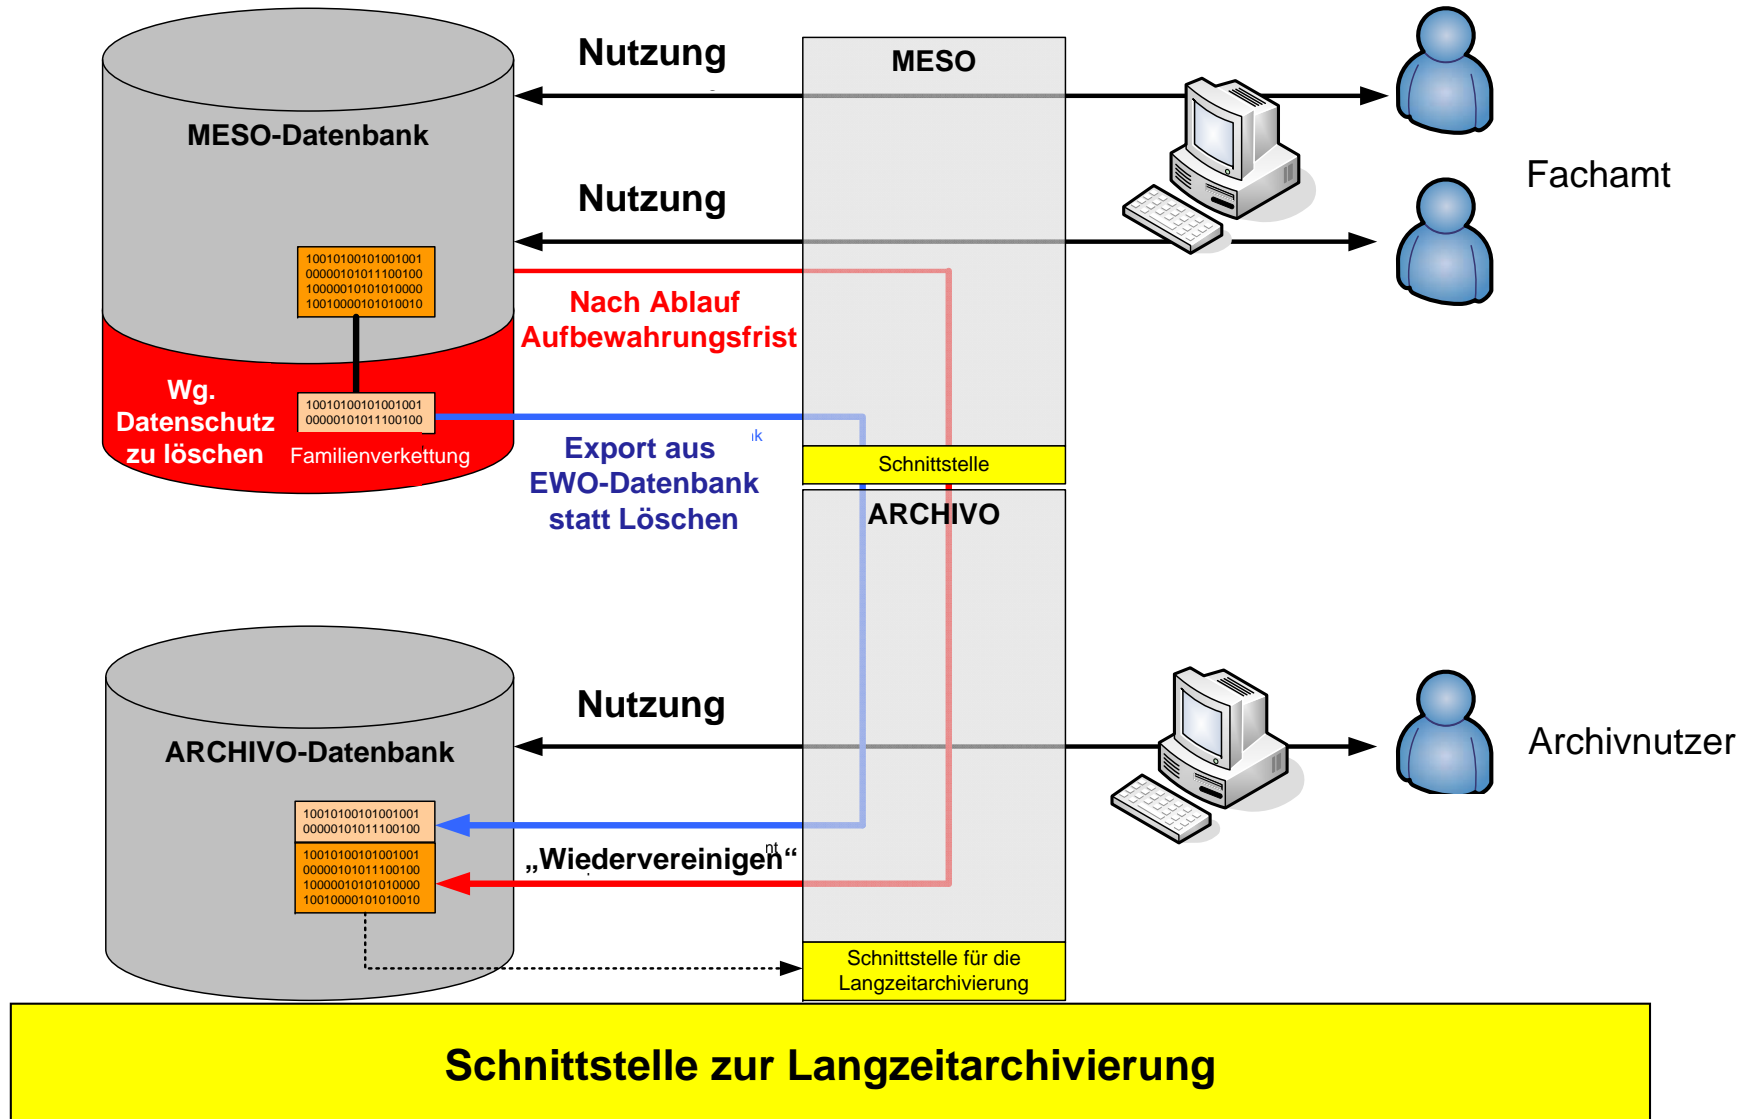 Nutzung
MESO
MESO-Datenbank
Nutzung
Fachamt
10010100101001001
00000101011100100
10000010101010000
10010000101010010
Nach Ablauf
Aufbewahrungsfrist
Wg.
Datenschutz
zu löschen
10010100101001001
00000101011100100
Familienverkettung
nk
Export aus
EWO-Datenbank
statt Löschen
Schnittstelle
ARCHIVO
Nutzung
ARCHIVO-Datenbank
Archivnutzer
10010100101001001
00000101011100100
nt
„Wiedervereinigen“
10010100101001001
00000101011100100
10000010101010000
10010000101010010
Schnittstelle für die
Langzeitarchivierung
Schnittstelle zur Langzeitarchivierung